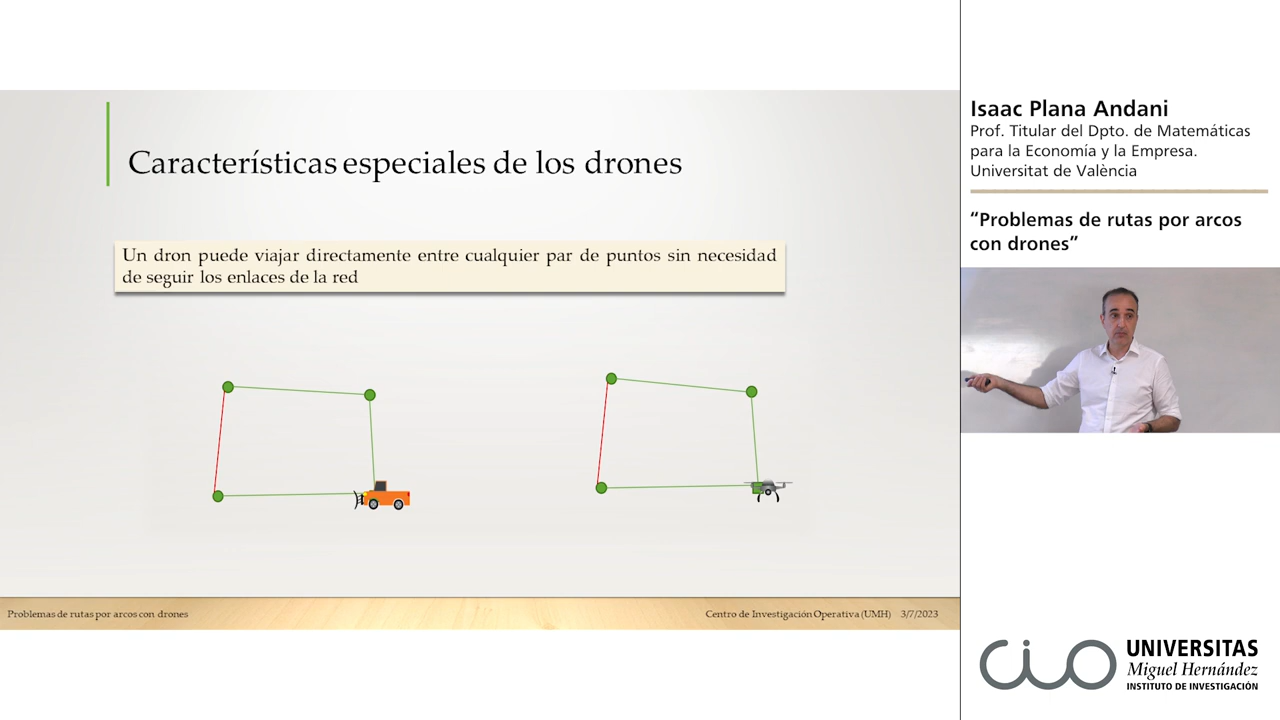 Características especiales de los drones
Un dron puede viajar directamente entre cualquier par de puntos sin necesidad
de seguir los enlaces de la red
Problemas de rutas por arcos con drones
Centro de Investigación Operativa (UMH) 3/7/2023
Isaac Plana Andani
Prof. Titular del Dpto. de Matemáticas
para la Economía y la Empresa.
Universitat de València
“Problemas de rutas por arcos
con drones”
cio
UNIVERSITAS
Miguel Hernández
INSTITUTO DE INVESTIGACIÓN